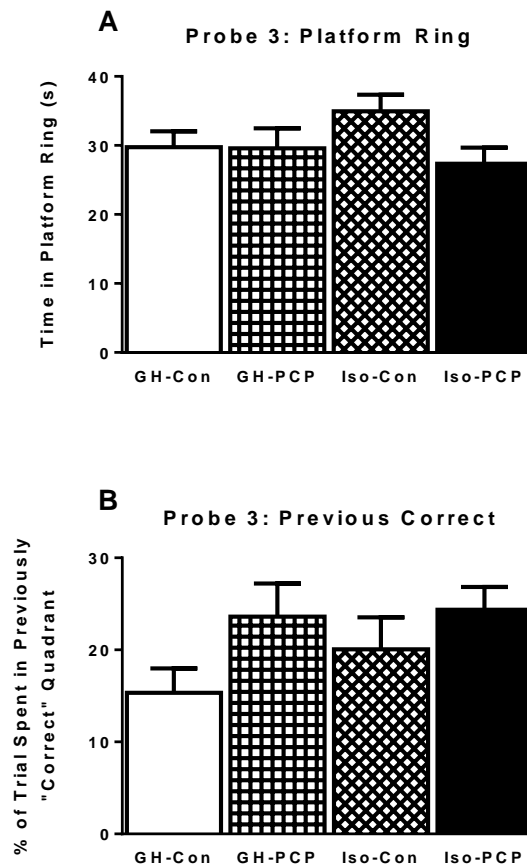 A
Probe 3: Platform Ring
Time in Platform Ring (s)
40
30
20
10
0
GH-Con GH-PCP Iso-Con Iso-PCP
B
Probe 3: Previous Correct
% of Trial Spent in Previously
"Correct" Quadrant
30
20
10
0
GH-Con GH-PCP Iso-Con Iso-PCP